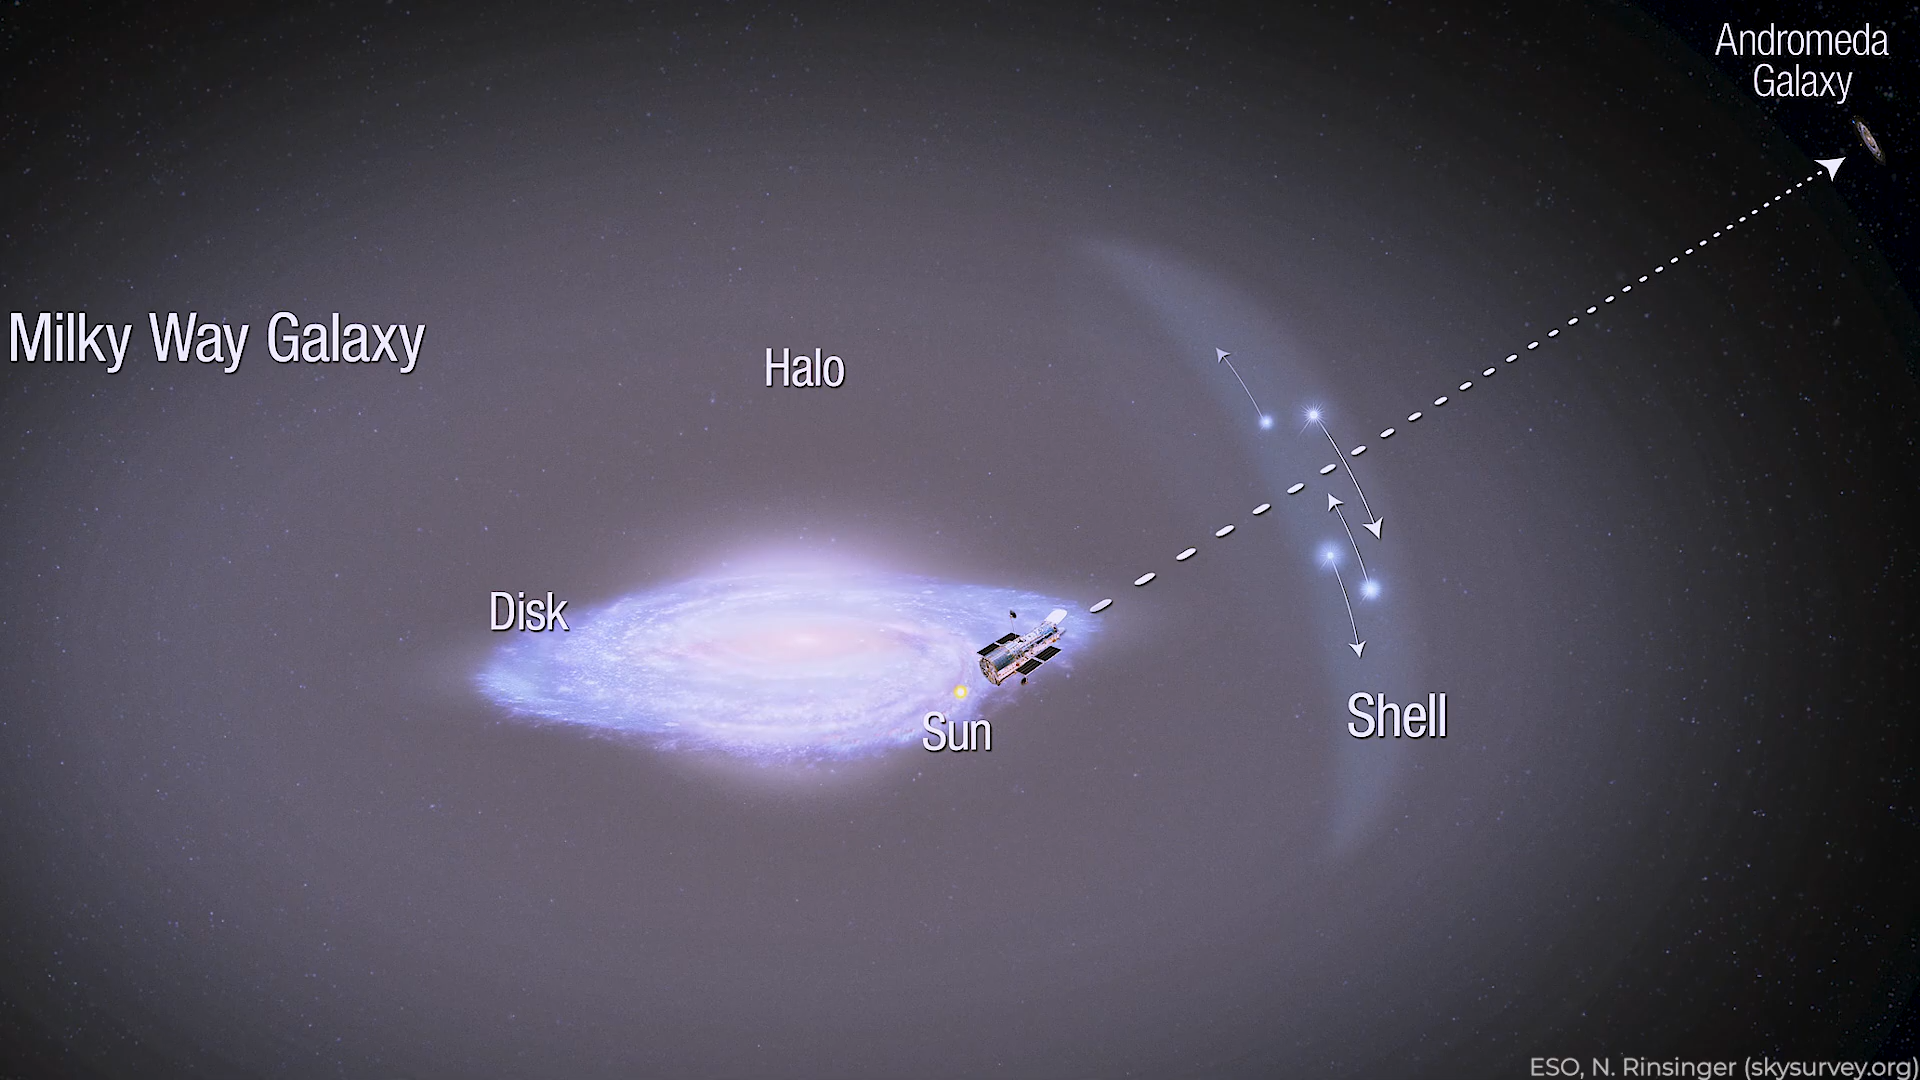 Andromeda
Galaxy
Milky Way Galaxy
Halo
Disk
Sun
Shell
ESO, N. Rinsinger (skysurvey.org)